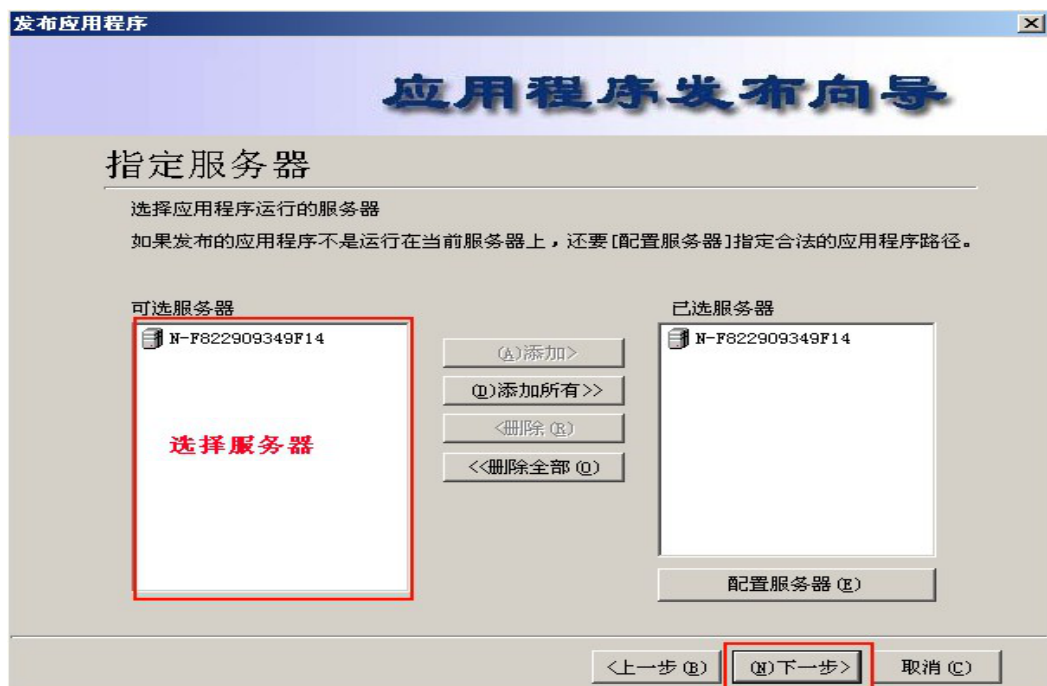 发布应用程序
应用程序发布向导
指定服务器
选择应用程序运行的服务器
如果发布的应用程序不是运行在当前服务器上，还要[配置服务器]指定合法的应用程序路径。
可选服务器
已选服务器
N-F822909349F14
N-F822909349F14
(A)添加>
(D)添加所有>>
<删除(R)
<<删除全部(O)
选择服务器
配置服务器(E)
<上一步(B)
(N)下一步>
取消(C)